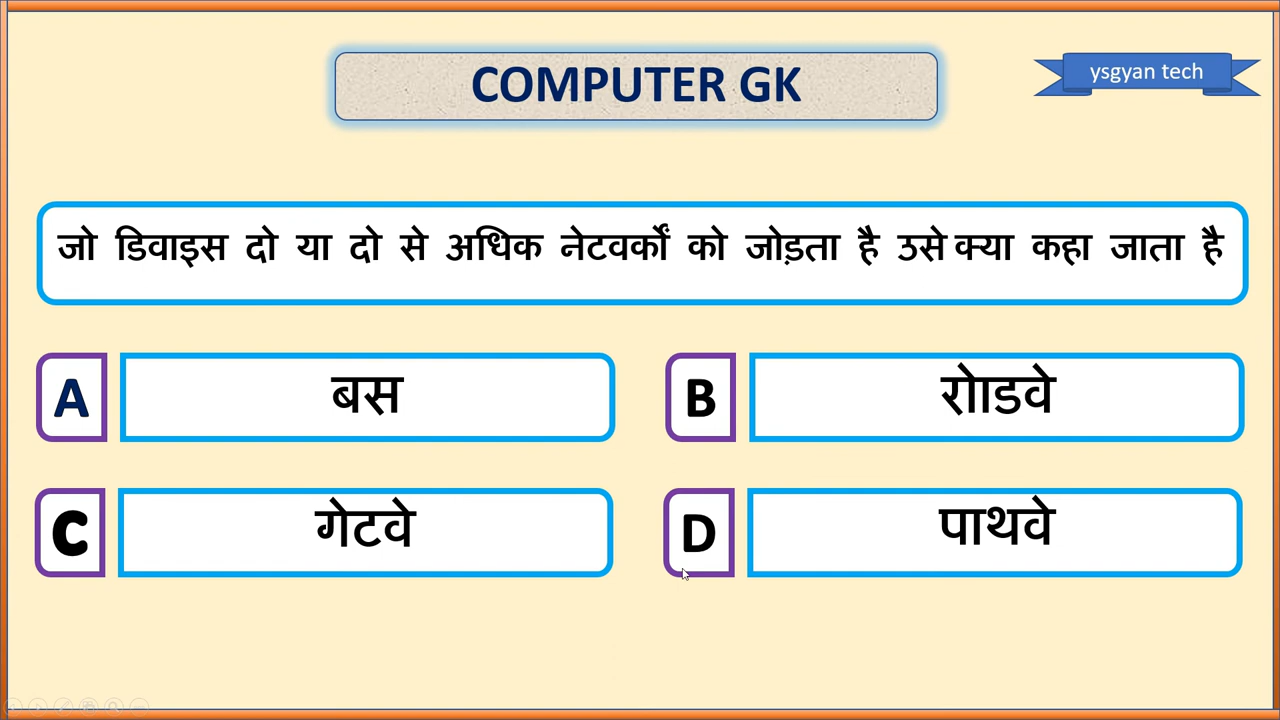 COMPUTER GK
ysgyan tech
जो डिवाइस दो या दो से अधिक नेटवर्कों को जोड़ता है उसे क्या कहा जाता है
A बस
B रोाडवे
C गेटवे
D पाथवे